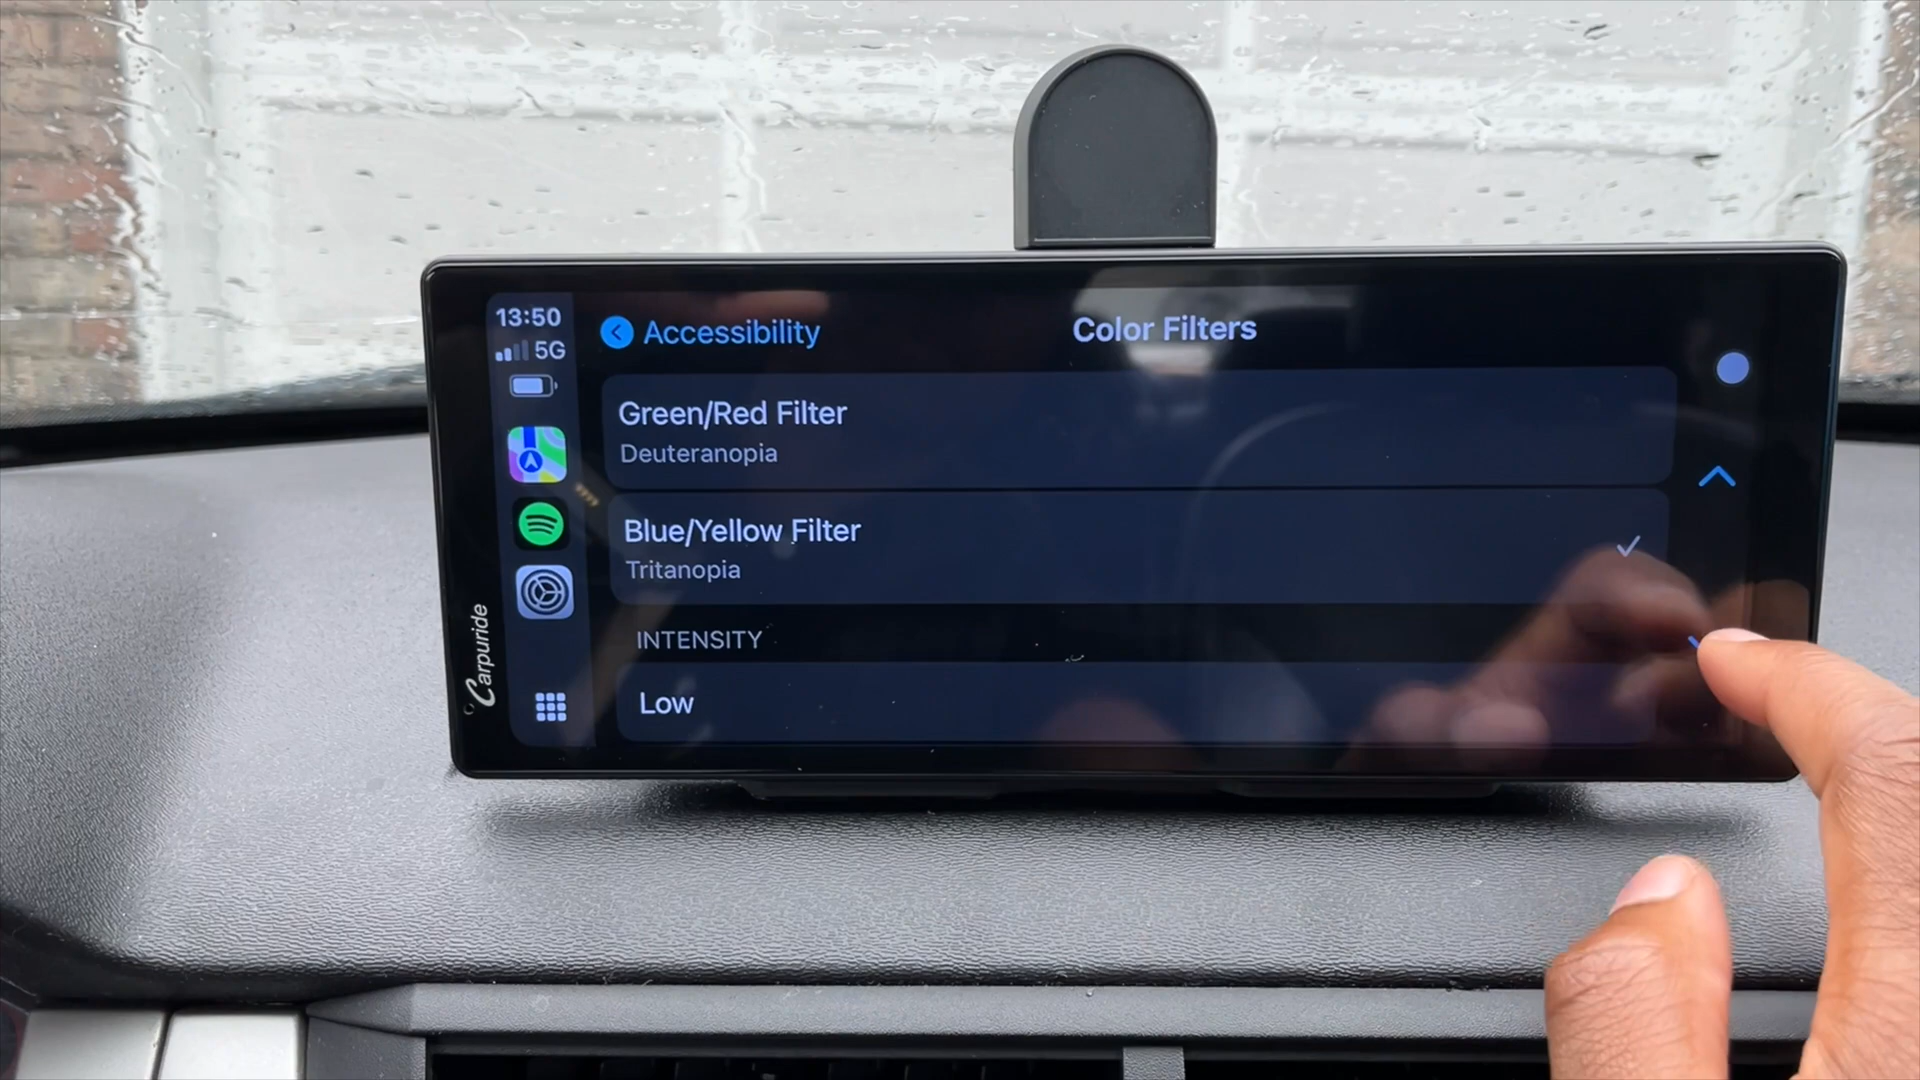 13:50
5G
Accessibility
Color Filters
Green/Red Filter
Deuteranopia
Blue/Yellow Filter
Tritanopia
INTENSITY
Low
Carpuride